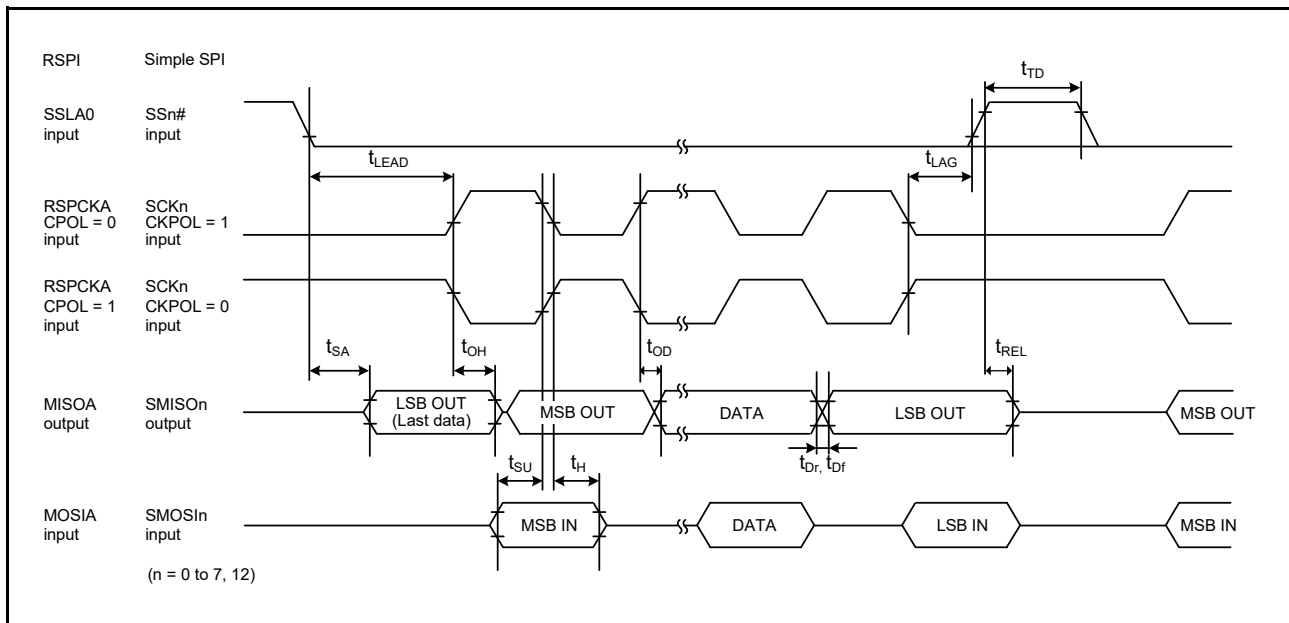 RSPI Simple SPI
tTD
SSLA0 SSn#
input input
tLEAD
tLAG
RSPCKA SCKn
CPOL = 0 CKPOL = 1
input input
RSPCKA SCKn
CPOL = 1 CKPOL = 0
input input
tSA
tOH
tOD
tREL
MISOA SMISOn
output output
LSB OUT
(Last data)
MSB OUT
DATA
LSB OUT
MSB OUT
tSU
tH
tDr, tDf
MOSIA SMOSIn
input input
MSB IN
DATA
LSB IN
MSB IN
(n = 0 to 7, 12)